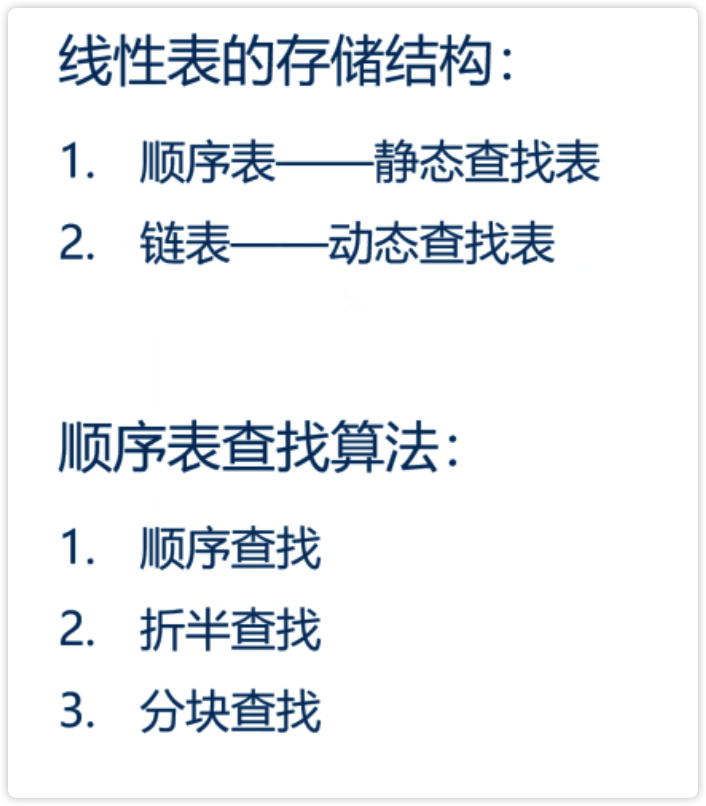 线性表的存储结构：
1. 顺序表——静态查找表
2. 链表——动态查找表
顺序表查找算法：
1. 顺序查找
2. 折半查找
3. 分块查找